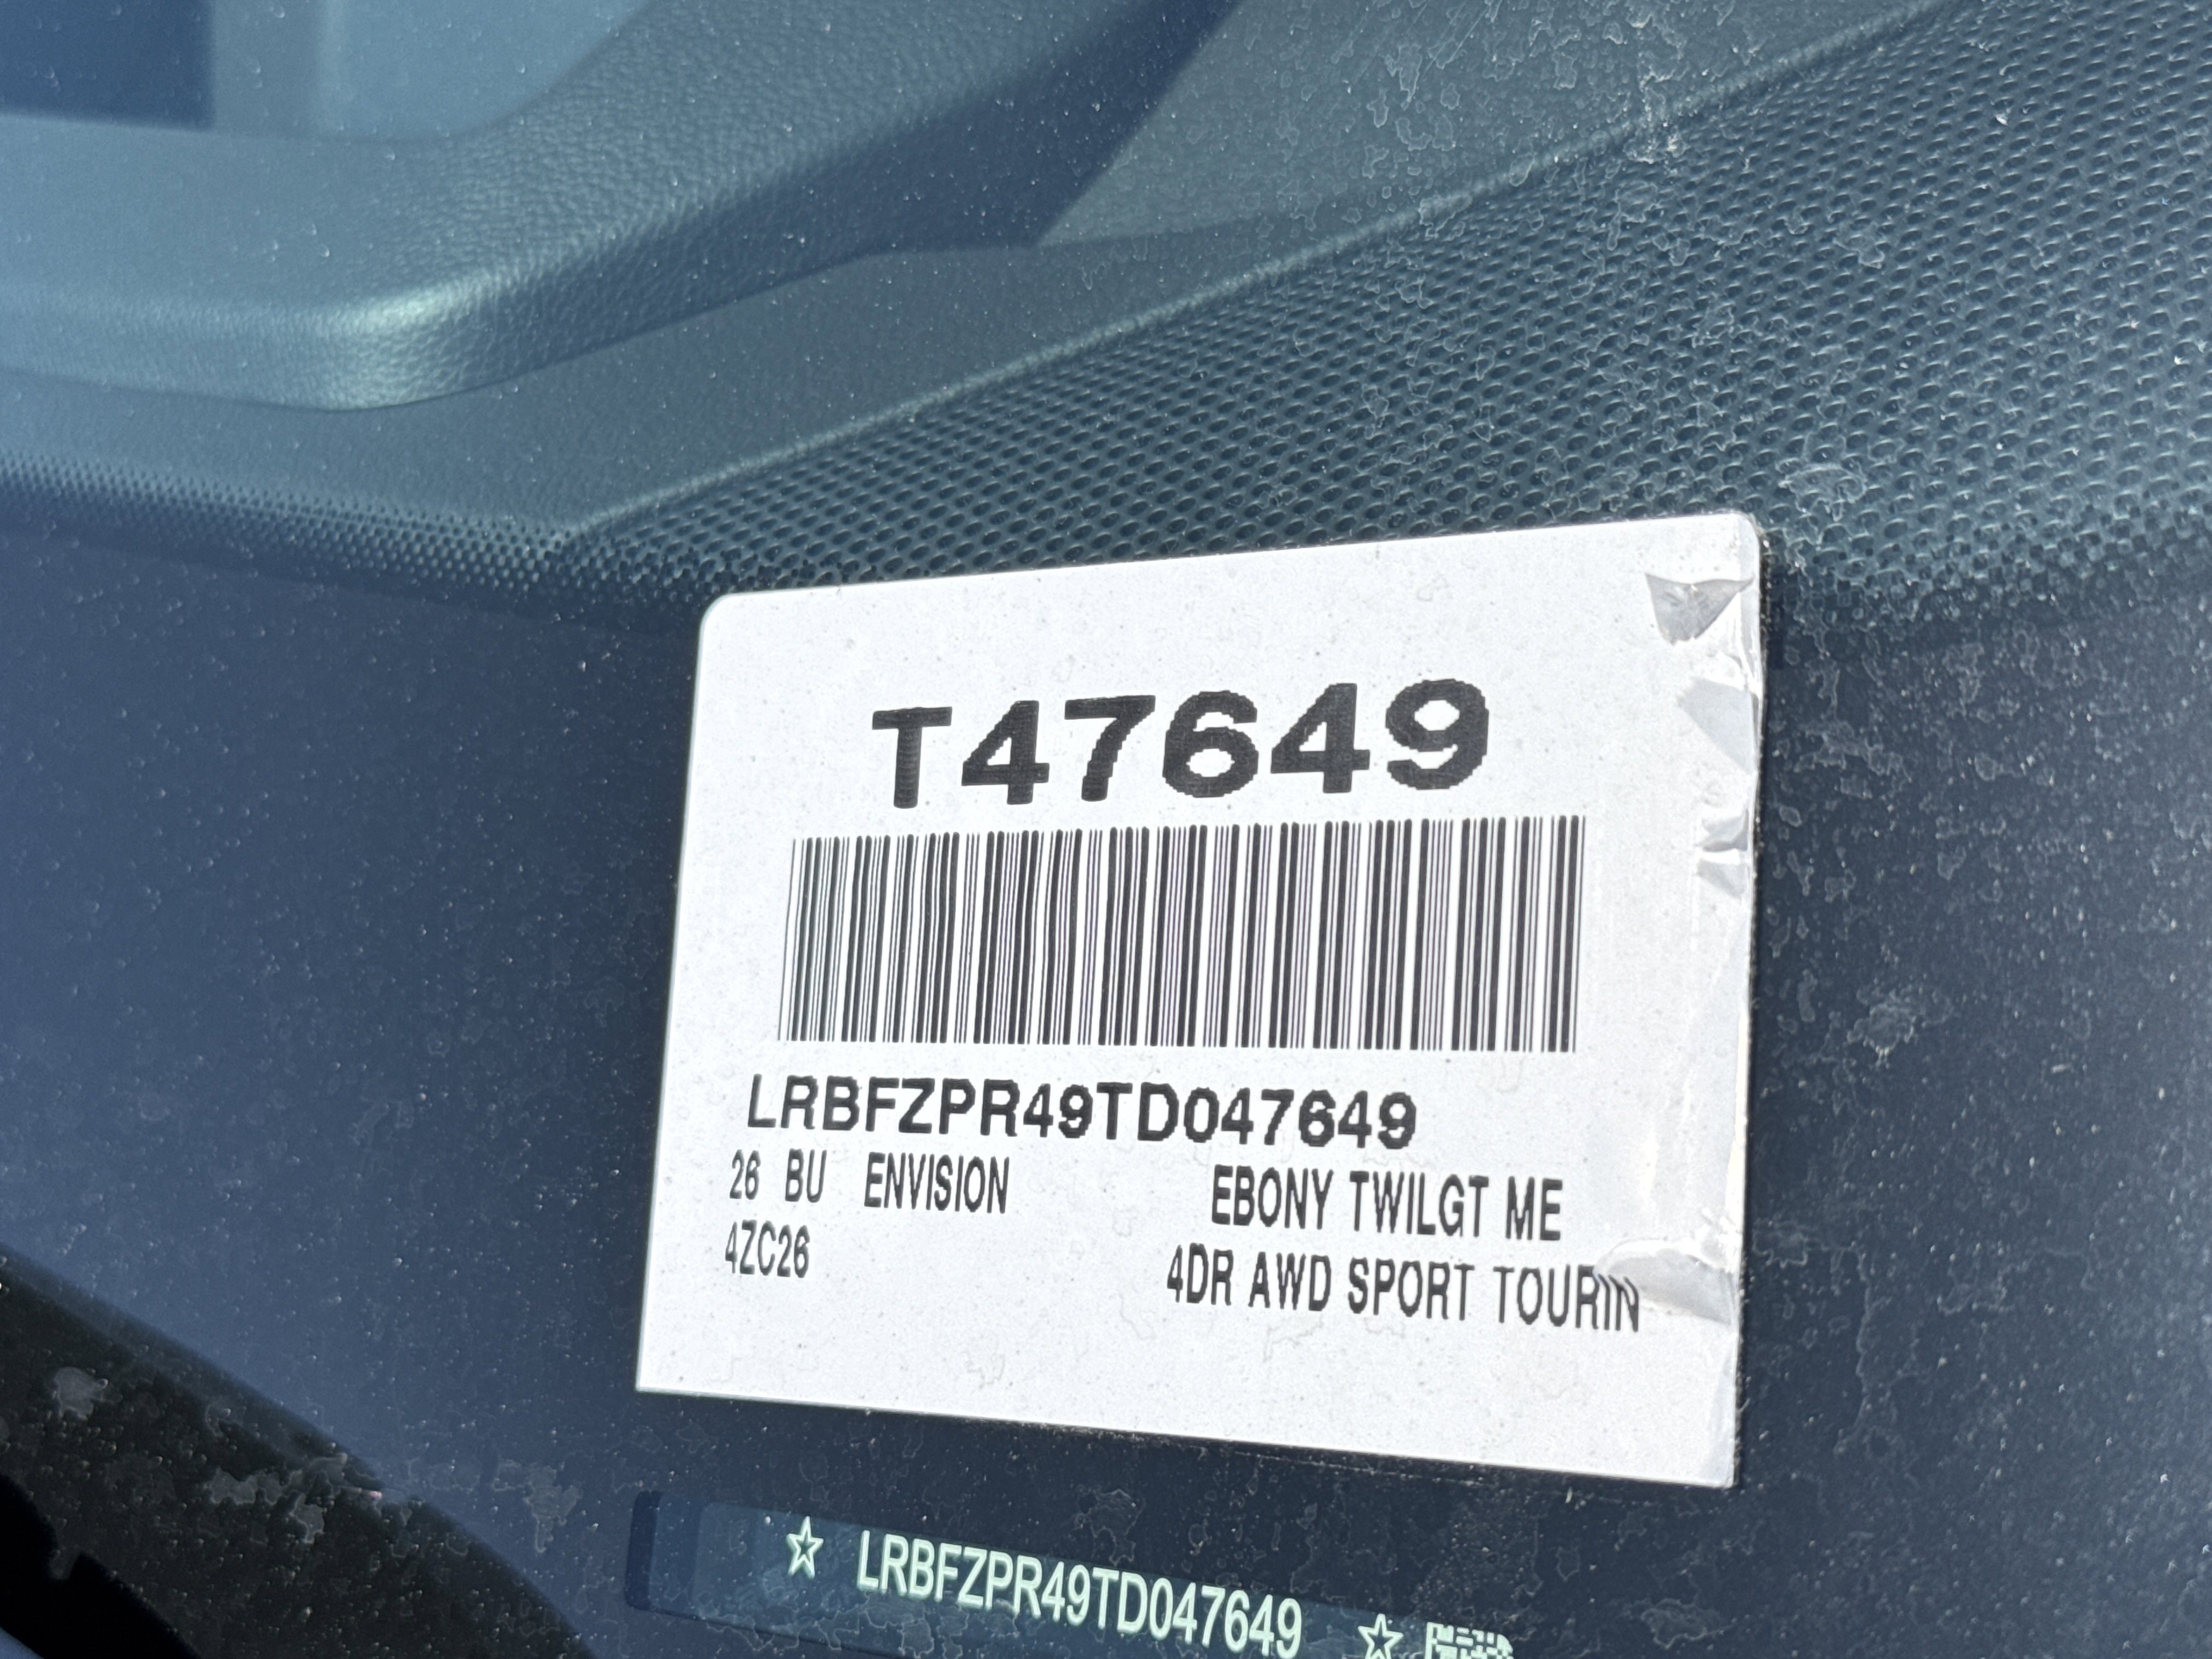 T47649
LRBFZPR49TD047649
26 BU ENVISION EBONY TWILGT ME
4ZC26 4DR AWD SPORT TOURIN
☆ LRBFZPR49TD047649 ☆